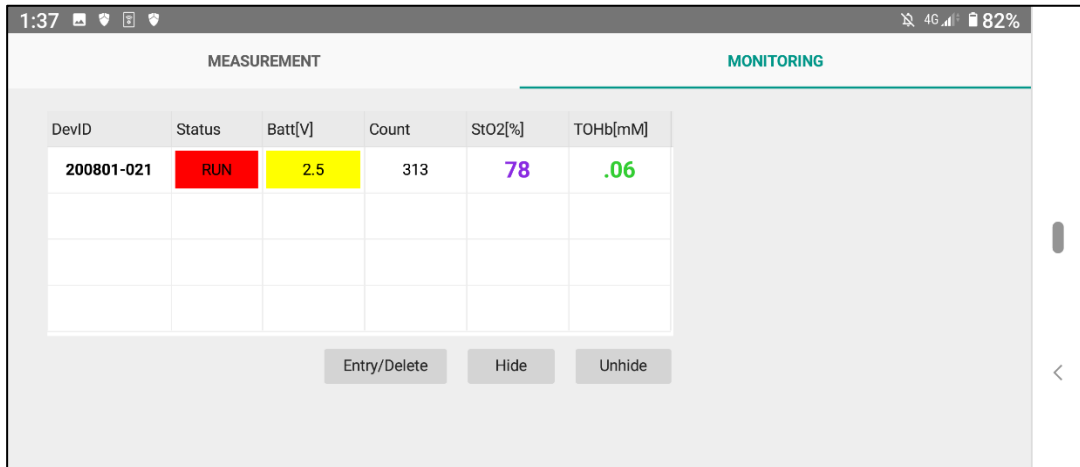 1:37 4G 82%
MEASUREMENT MONITORING
DevID Status Batt[V] Count StO2[%] TOHb[mM]
200801-021 RUN 2.5 313 78 .06
Entry/Delete Hide Unhide